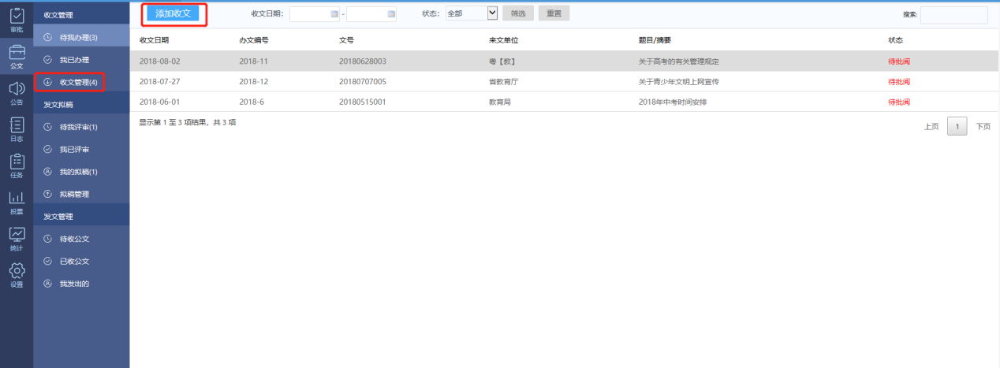 审批
公文
公告
日志
任务
投票
统计
设置
收文管理
待我办理(3)
我已办理
收文管理(4)
发文拟稿
待我评审(1)
我已评审
我的拟稿(1)
拟稿管理
发文管理
待收公文
已收公文
我发出的
添加收文 收文日期: - 状态: 全部 筛选 重置 搜索:
收文日期 办文编号 文号 来文单位 题目/摘要 状态
2018-08-02 2018-11 20180628003 粤【教】 关于高考的有关管理规定 待批阅
2018-07-27 2018-12 20180707005 省教育厅 关于青少年文明上网宣传 待批阅
2018-06-01 2018-6 20180515001 教育局 2018年中考时间安排 待批阅
显示第 1 至 3 项结果，共 3 项
上页 1 下页